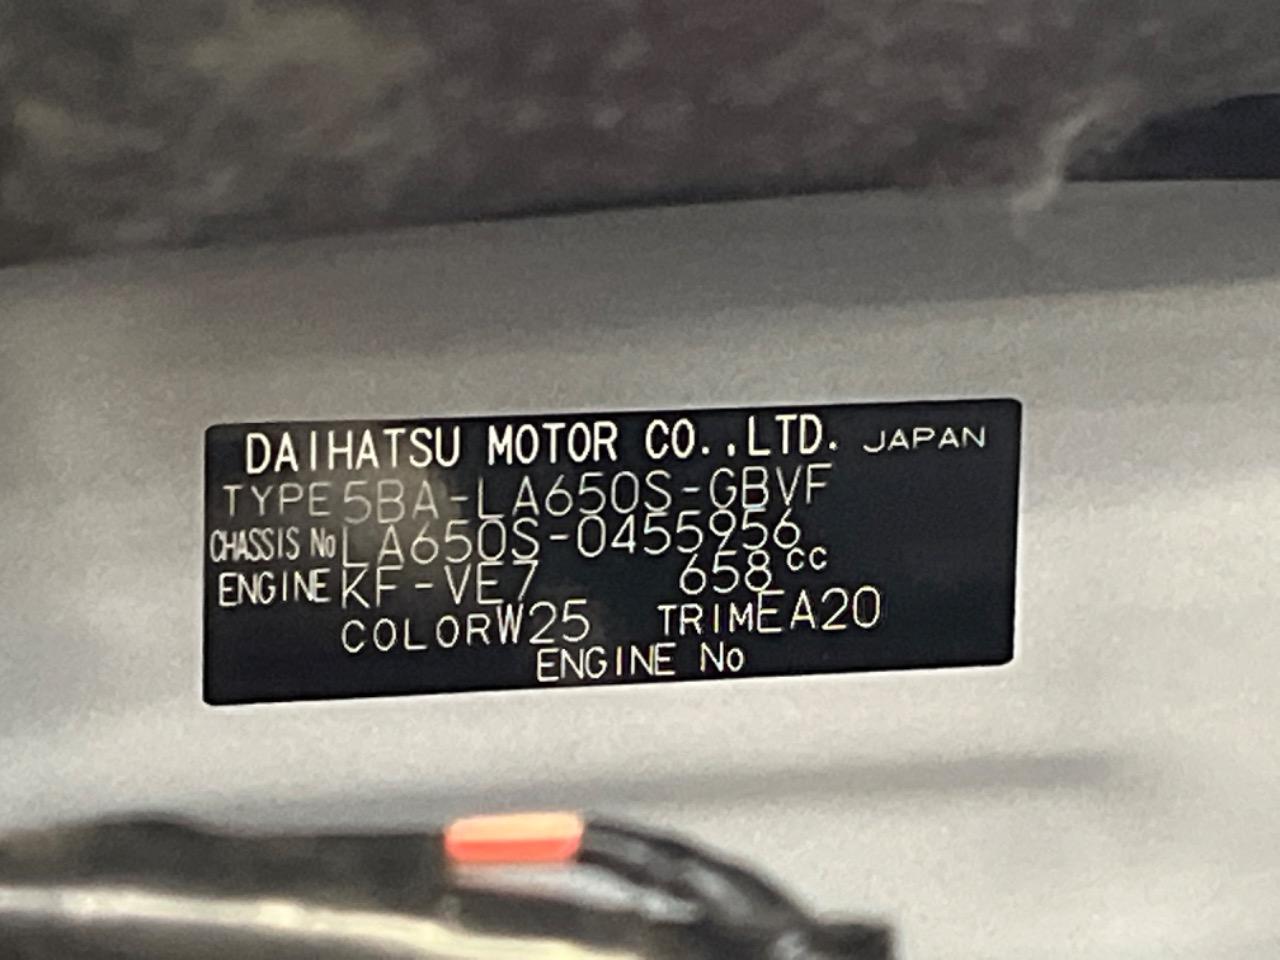 DAIHATSU MOTOR CO.,LTD. JAPAN
TYPE 5BA-LA650S-GBVF
CHASSIS No LA650S-0455956
ENGINE KF-VE7 658cc
COLOR W25 TRIM EA20
ENGINE No